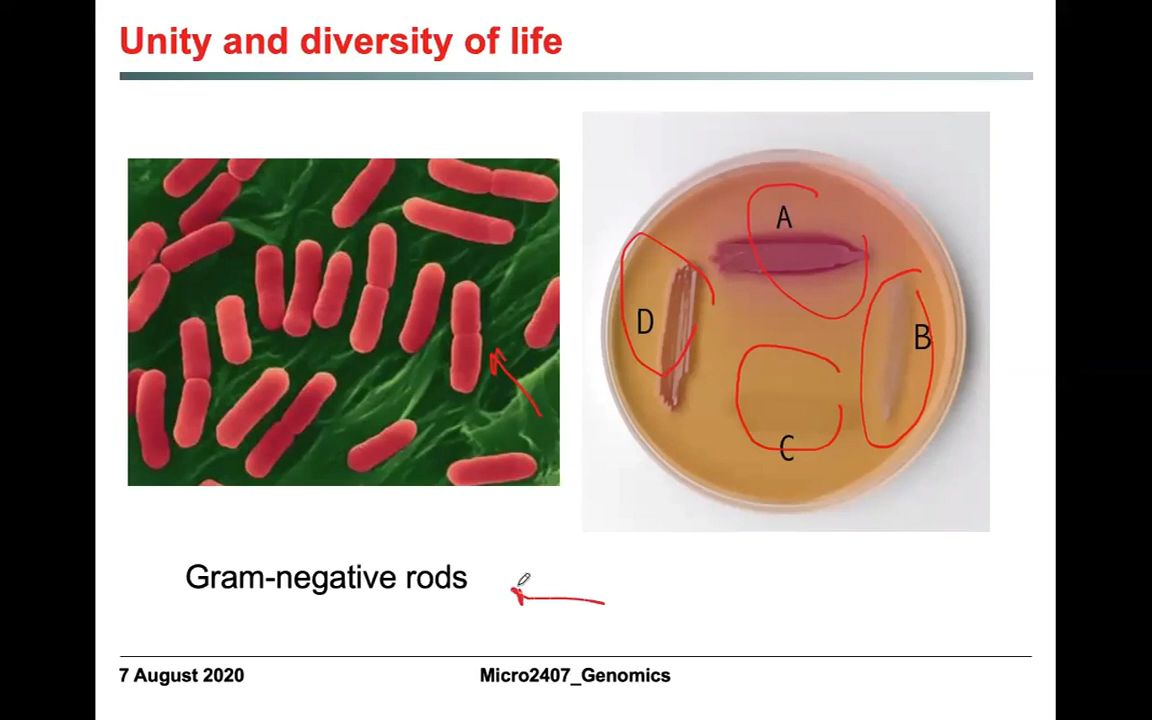 Unity and diversity of life
A
D
B
C
Gram-negative rods
7 August 2020
Micro2407_Genomics